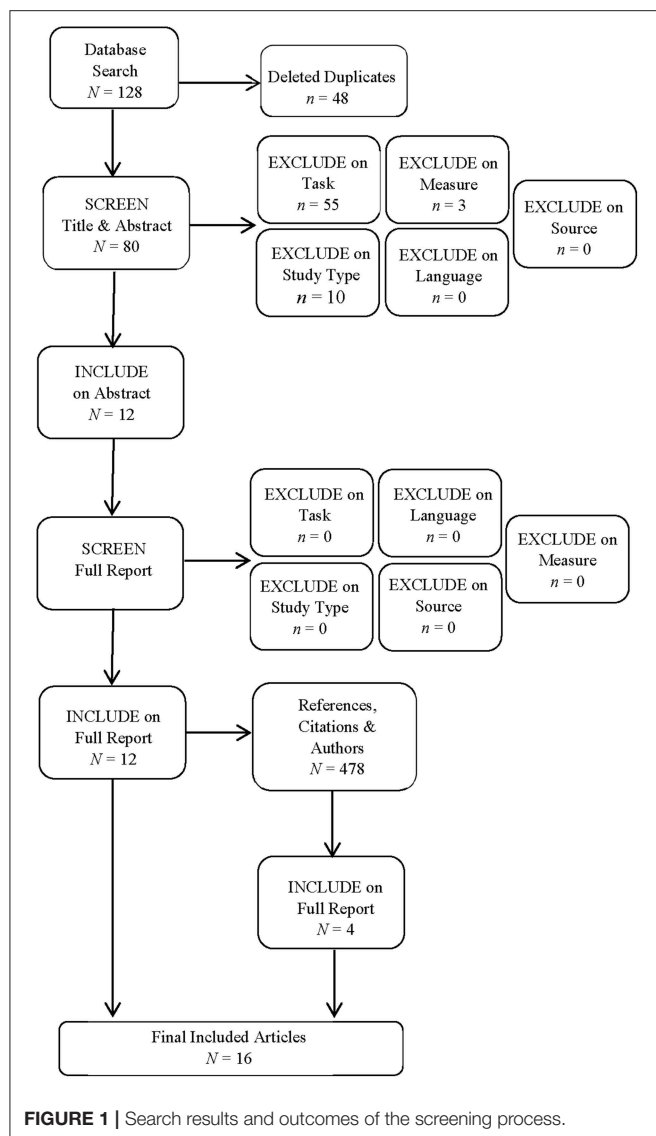 Database
Search
N = 128
Deleted Duplicates
n = 48
SCREEN
Title & Abstract
N = 80
EXCLUDE on
Task
n = 55
EXCLUDE on
Measure
n = 3
EXCLUDE on
Source
n = 0
EXCLUDE on
Study Type
n = 10
EXCLUDE on
Language
n = 0
INCLUDE
on Abstract
N = 12
SCREEN
Full Report
EXCLUDE on
Task
n = 0
EXCLUDE on
Language
n = 0
EXCLUDE on
Measure
n = 0
EXCLUDE on
Study Type
n = 0
EXCLUDE on
Source
n = 0
INCLUDE on
Full Report
N = 12
References,
Citations &
Authors
N = 478
INCLUDE on
Full Report
N = 4
Final Included Articles
N = 16
FIGURE 1 | Search results and outcomes of the screening process.